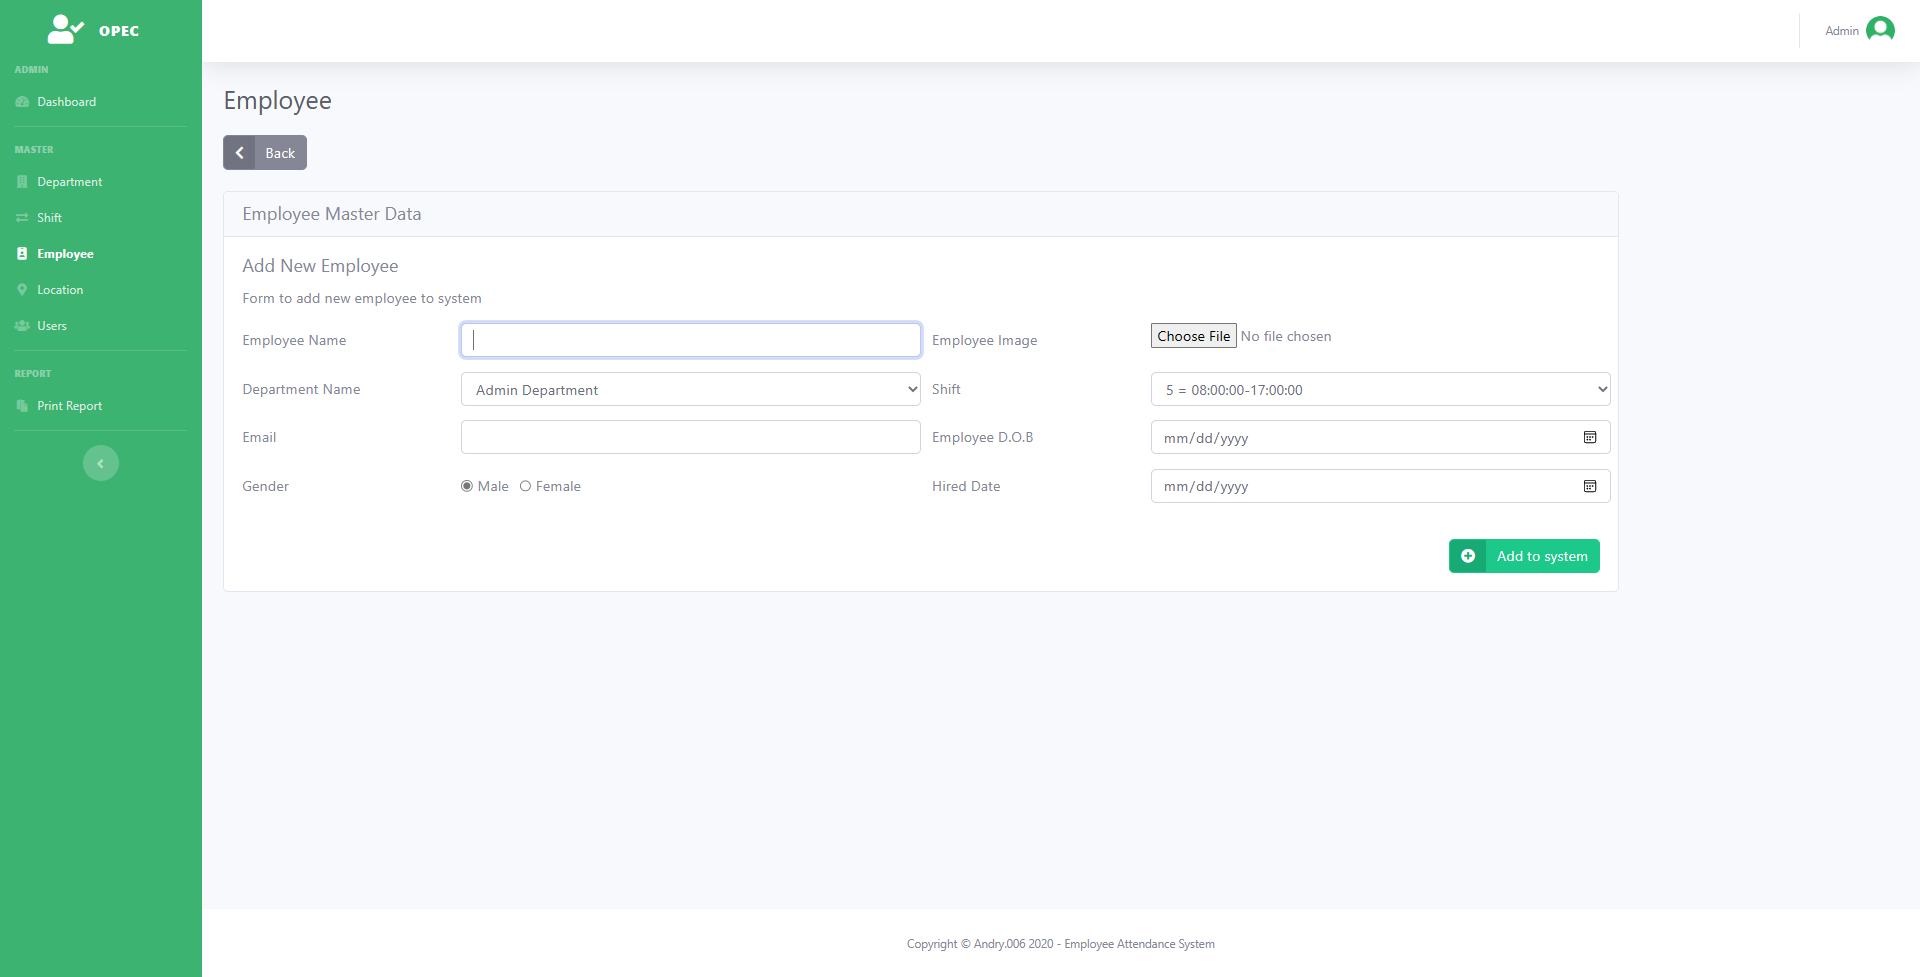 OPEC
Admin
ADMIN
Dashboard
MASTER
Department
Shift
Employee
Location
Users
REPORT
Print Report
Employee
Back
Employee Master Data
Add New Employee
Form to add new employee to system
Employee Name
Employee Image Choose File No file chosen
Department Name Admin Department
Shift 5 = 08:00:00-17:00:00
Email
Employee D.O.B mm/dd/yyyy
Gender Male Female
Hired Date mm/dd/yyyy
Add to system
Copyright © Andry.006 2020 - Employee Attendance System